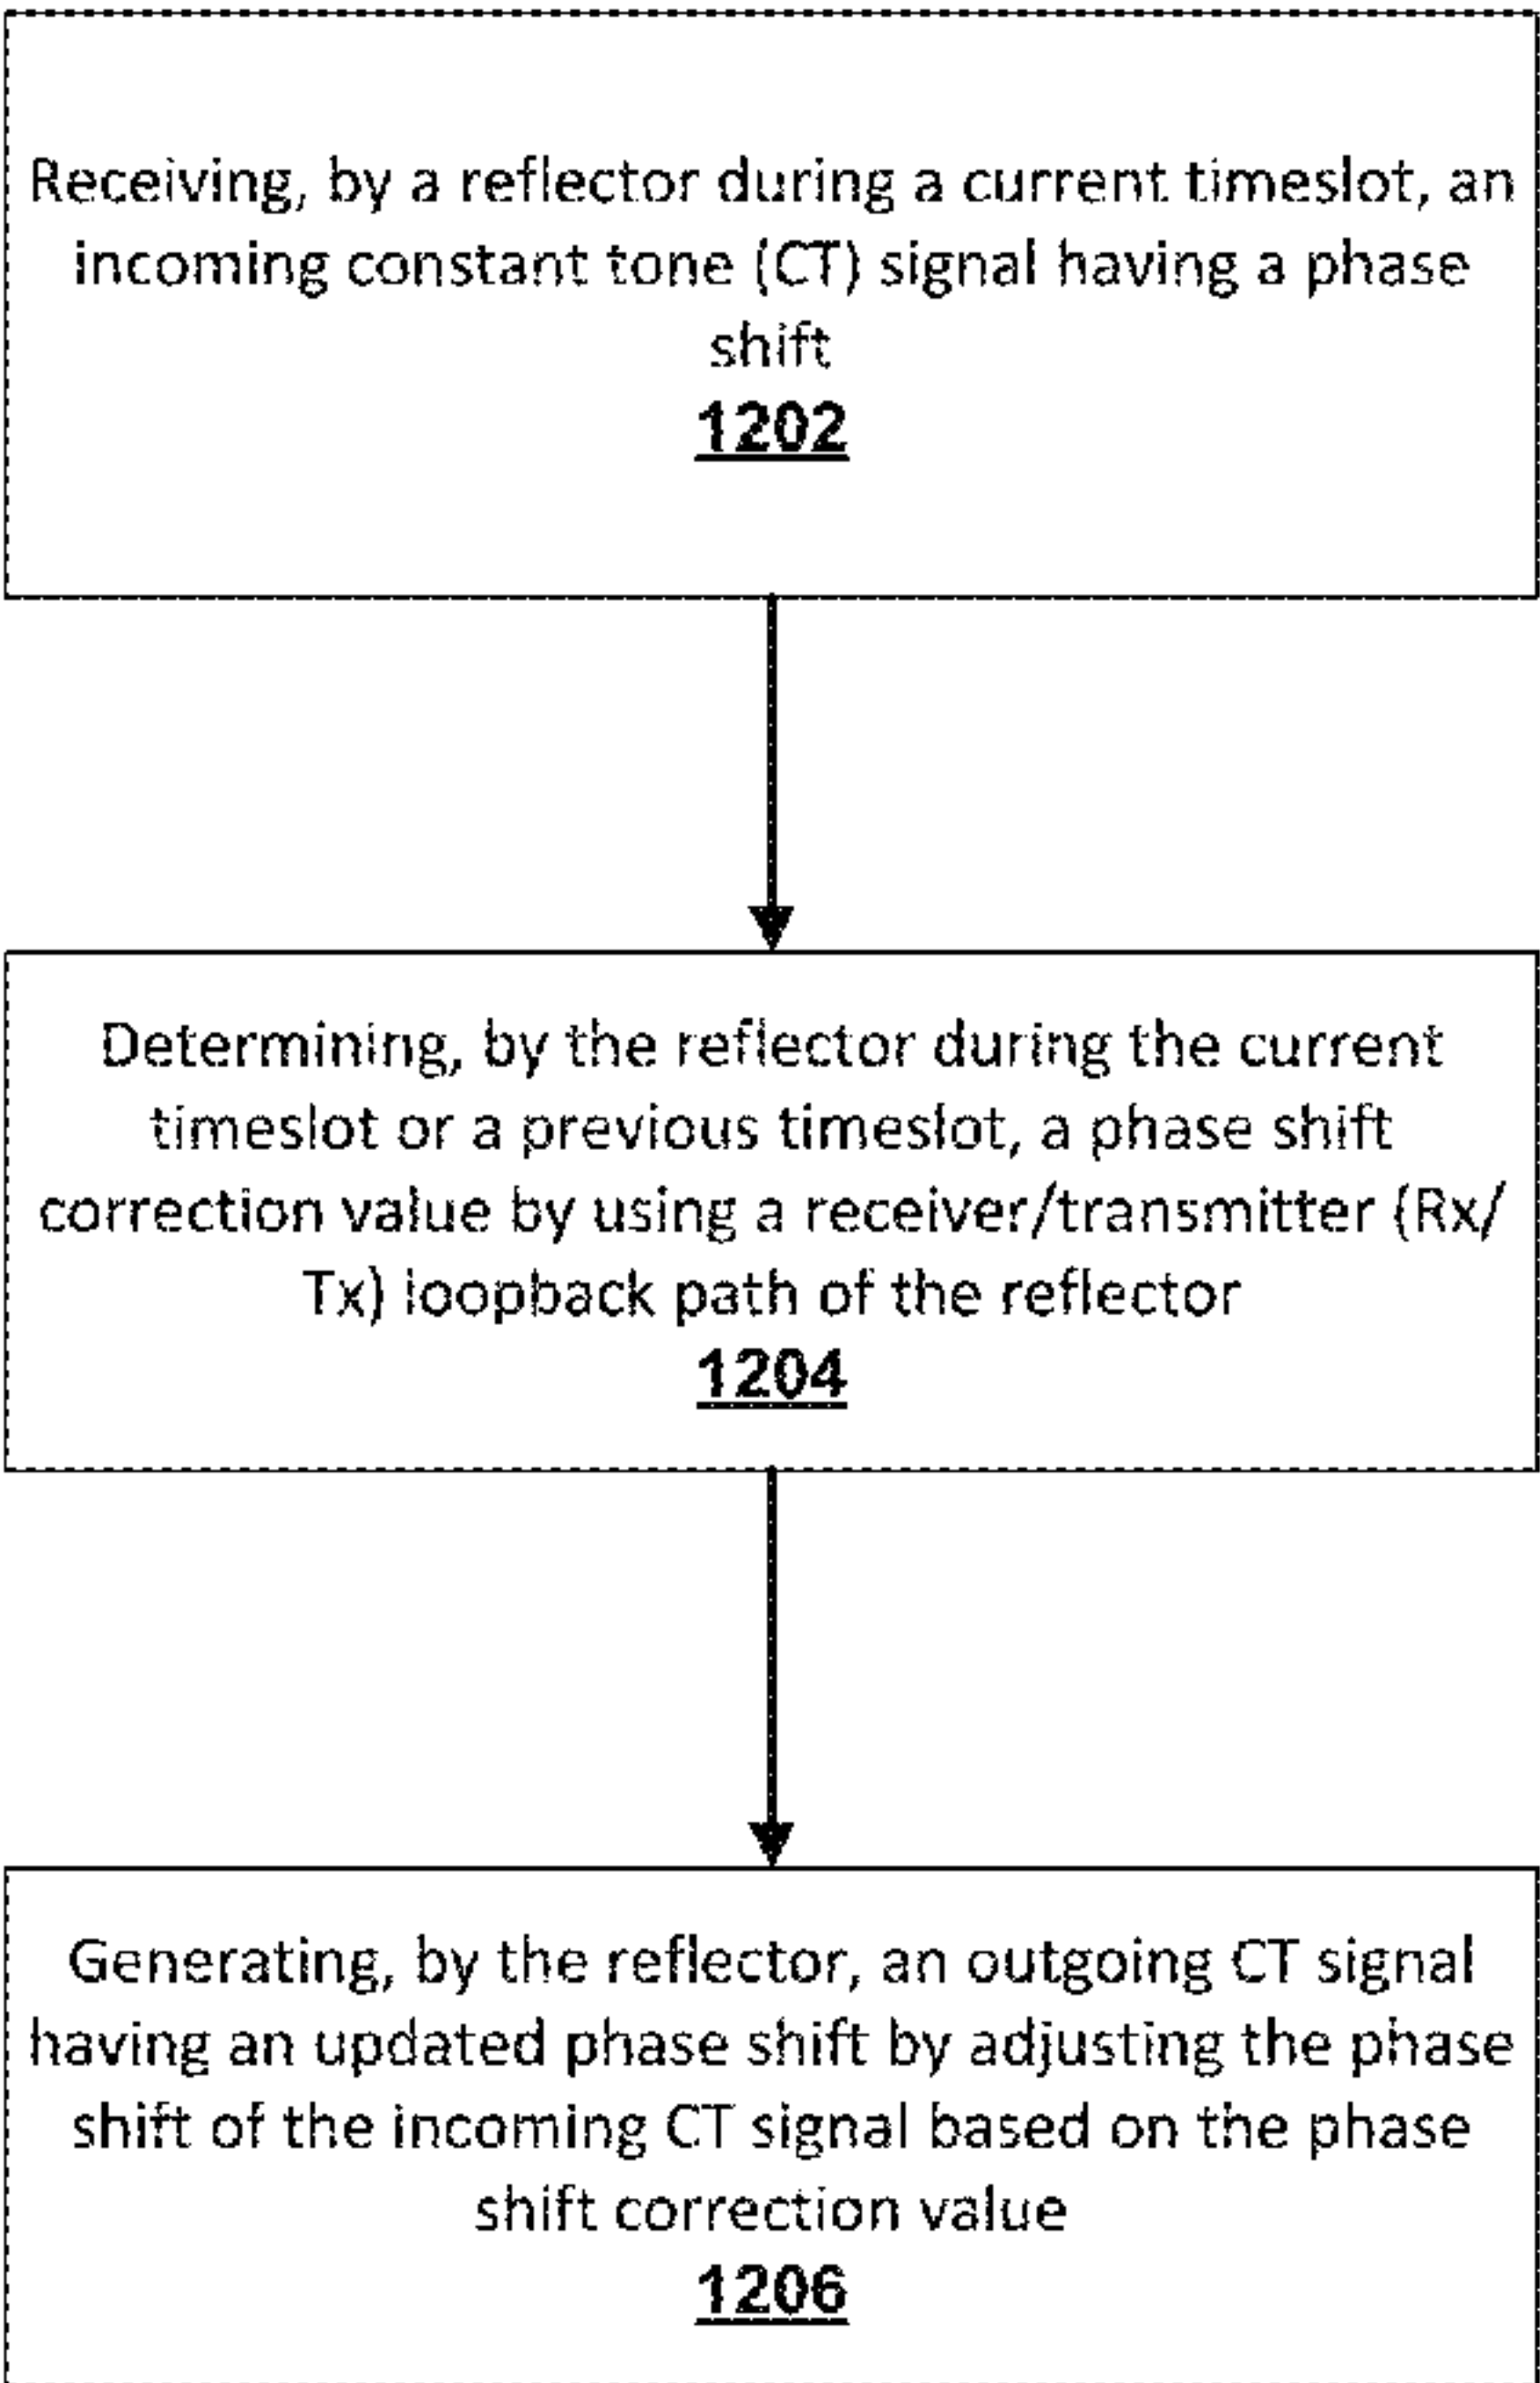 Receiving, by a reflector during a current timeslot, an
incoming constant tone (CT) signal having a phase
shift
1202
Determining, by the reflector during the current
timeslot or a previous timeslot, a phase shift
correction value by using a receiver/transmitter (Rx/
Tx) loopback path of the reflector
1204
Generating, by the reflector, an outgoing CT signal
having an updated phase shift by adjusting the phase
shift of the incoming CT signal based on the phase
shift correction value
1206